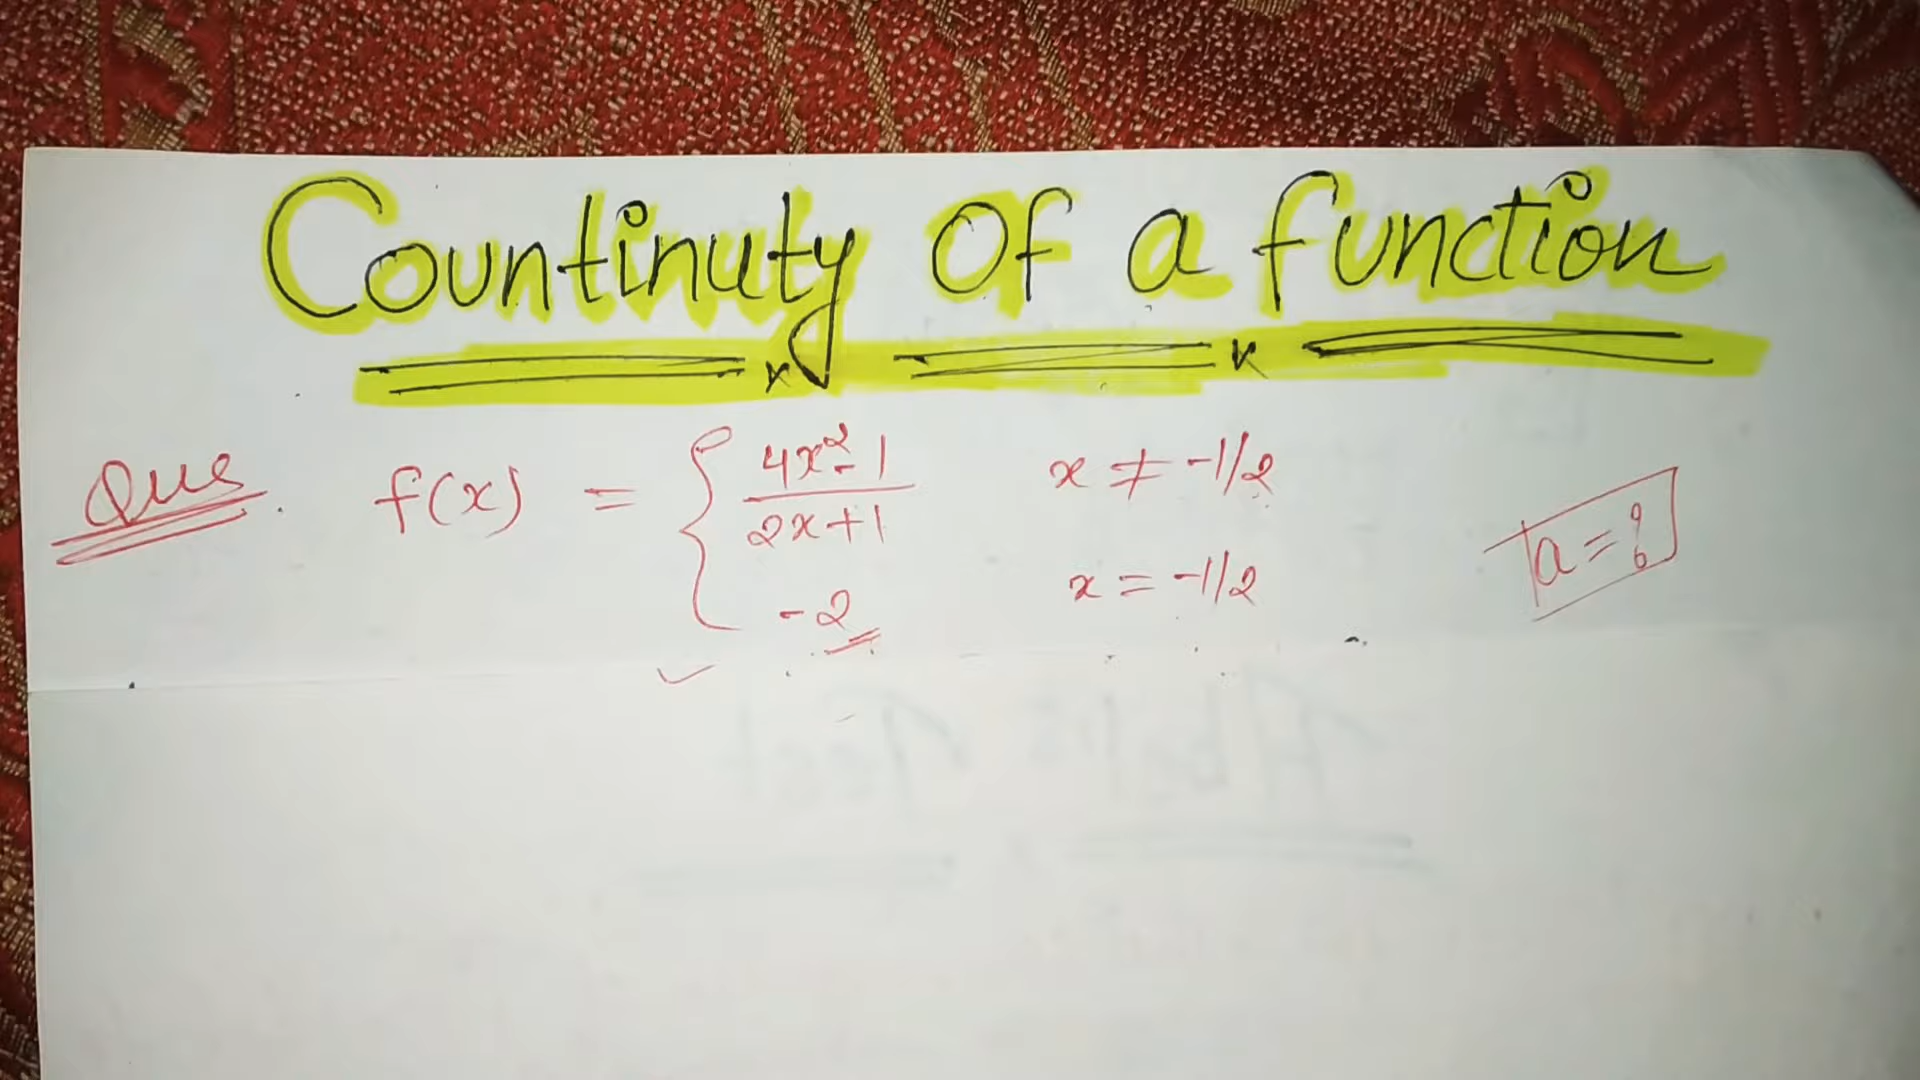 Countinuty Of a function
Que. f(x) = { 4x²-1 / 2x+1   x ≠ -1/2
-2   x = -1/2
a = ?